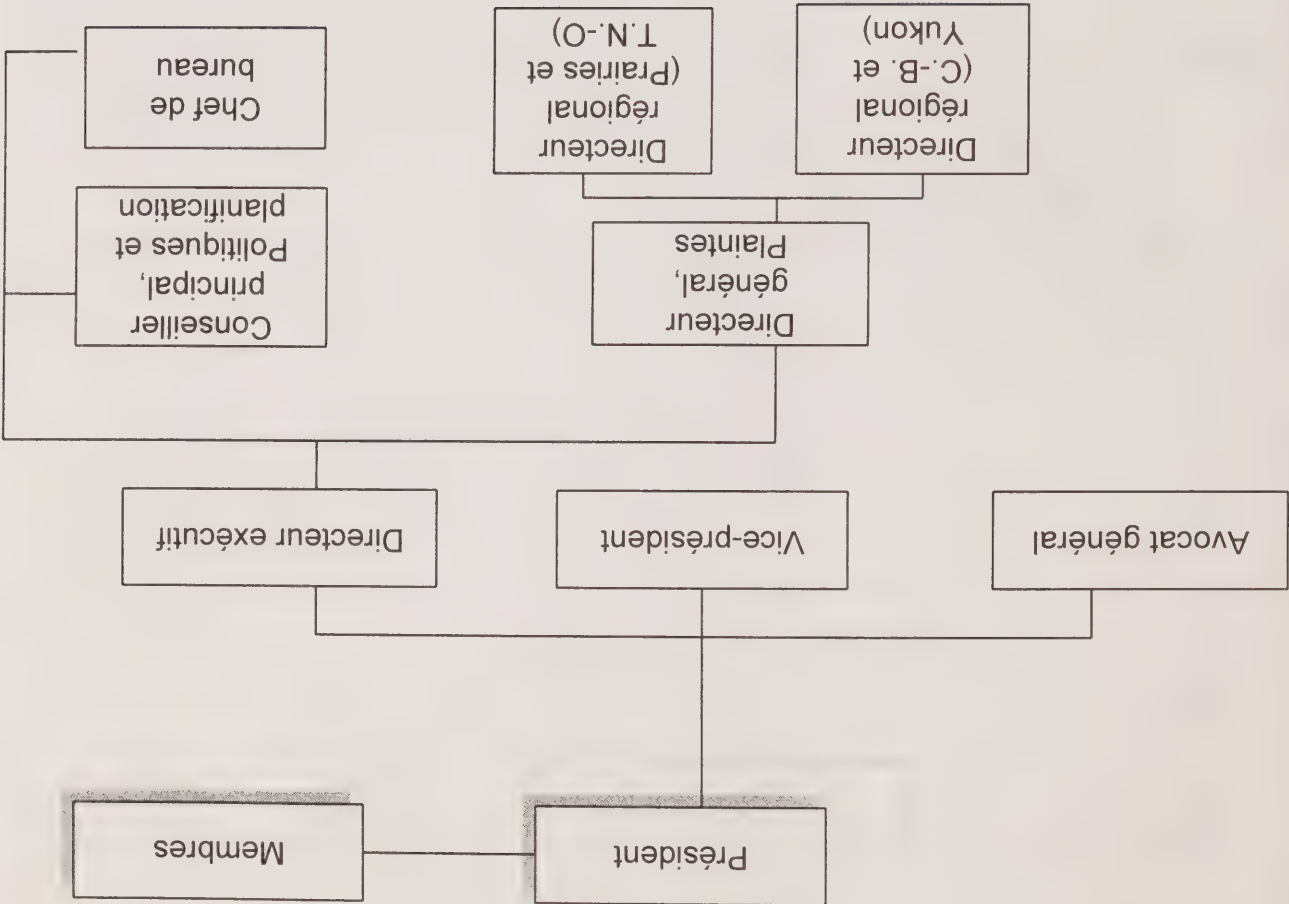 Président
Membres
Avocat général
Vice-président
Directeur exécutif
Directeur
général,
Plaintes
Conseiller
principal,
Politiques et
planification
Directeur
régional
(C.-B. et
Yukon)
Directeur
régional
(Prairies et
T.N.-O)
Chef de
bureau